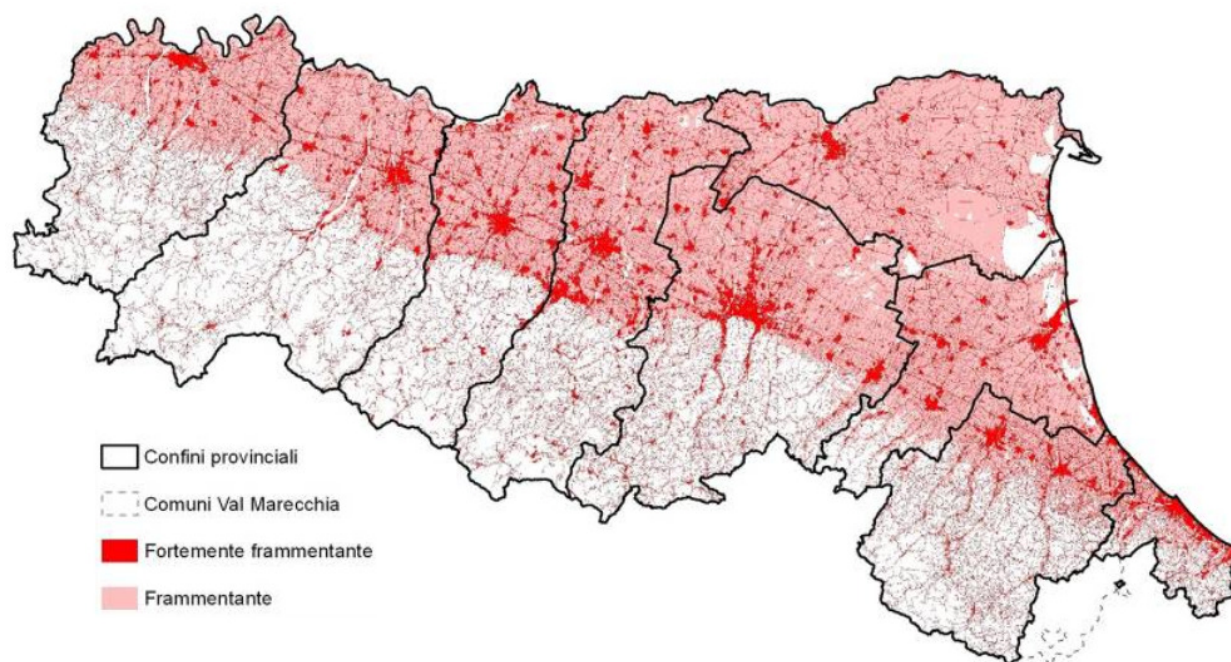 Confini provinciali
Comuni Val Marecchia
Fortemente frammentante
Frammentante